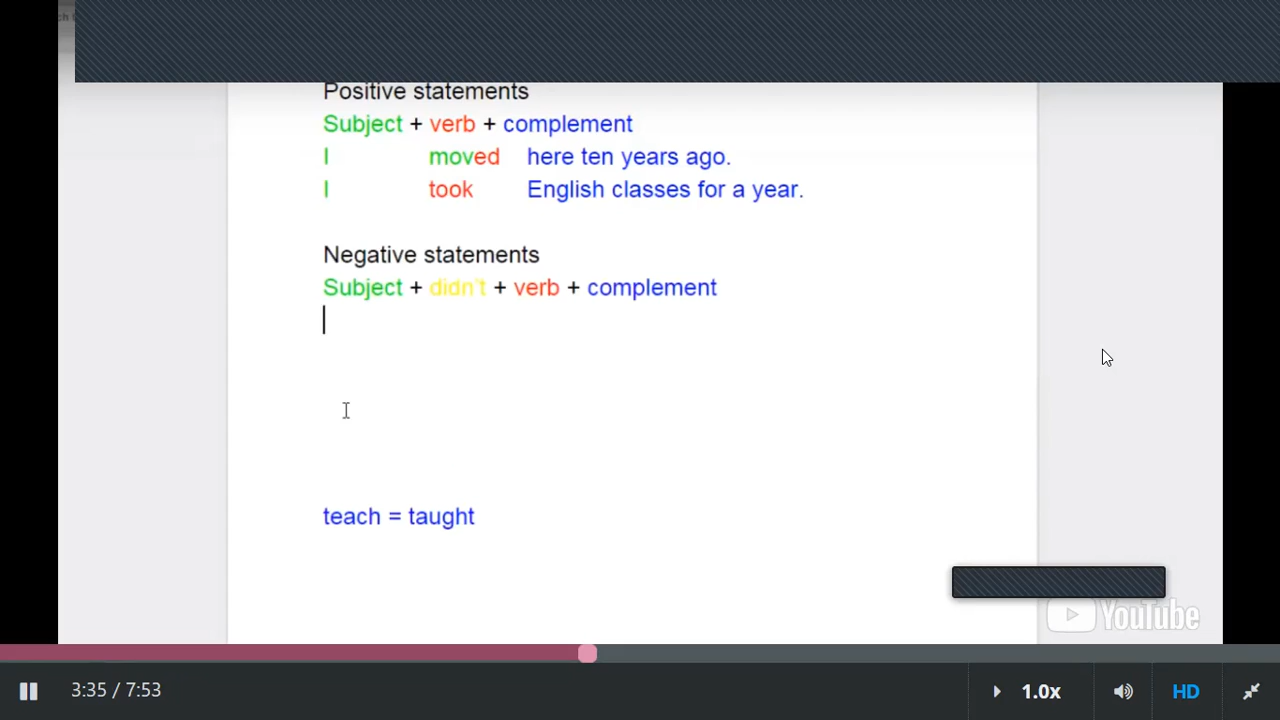 Positive statements
Subject + verb + complement
I moved here ten years ago.
I took English classes for a year.
Negative statements
Subject + didn't + verb + complement
teach = taught
YouTube
3:35 / 7:53
1.0x
HD